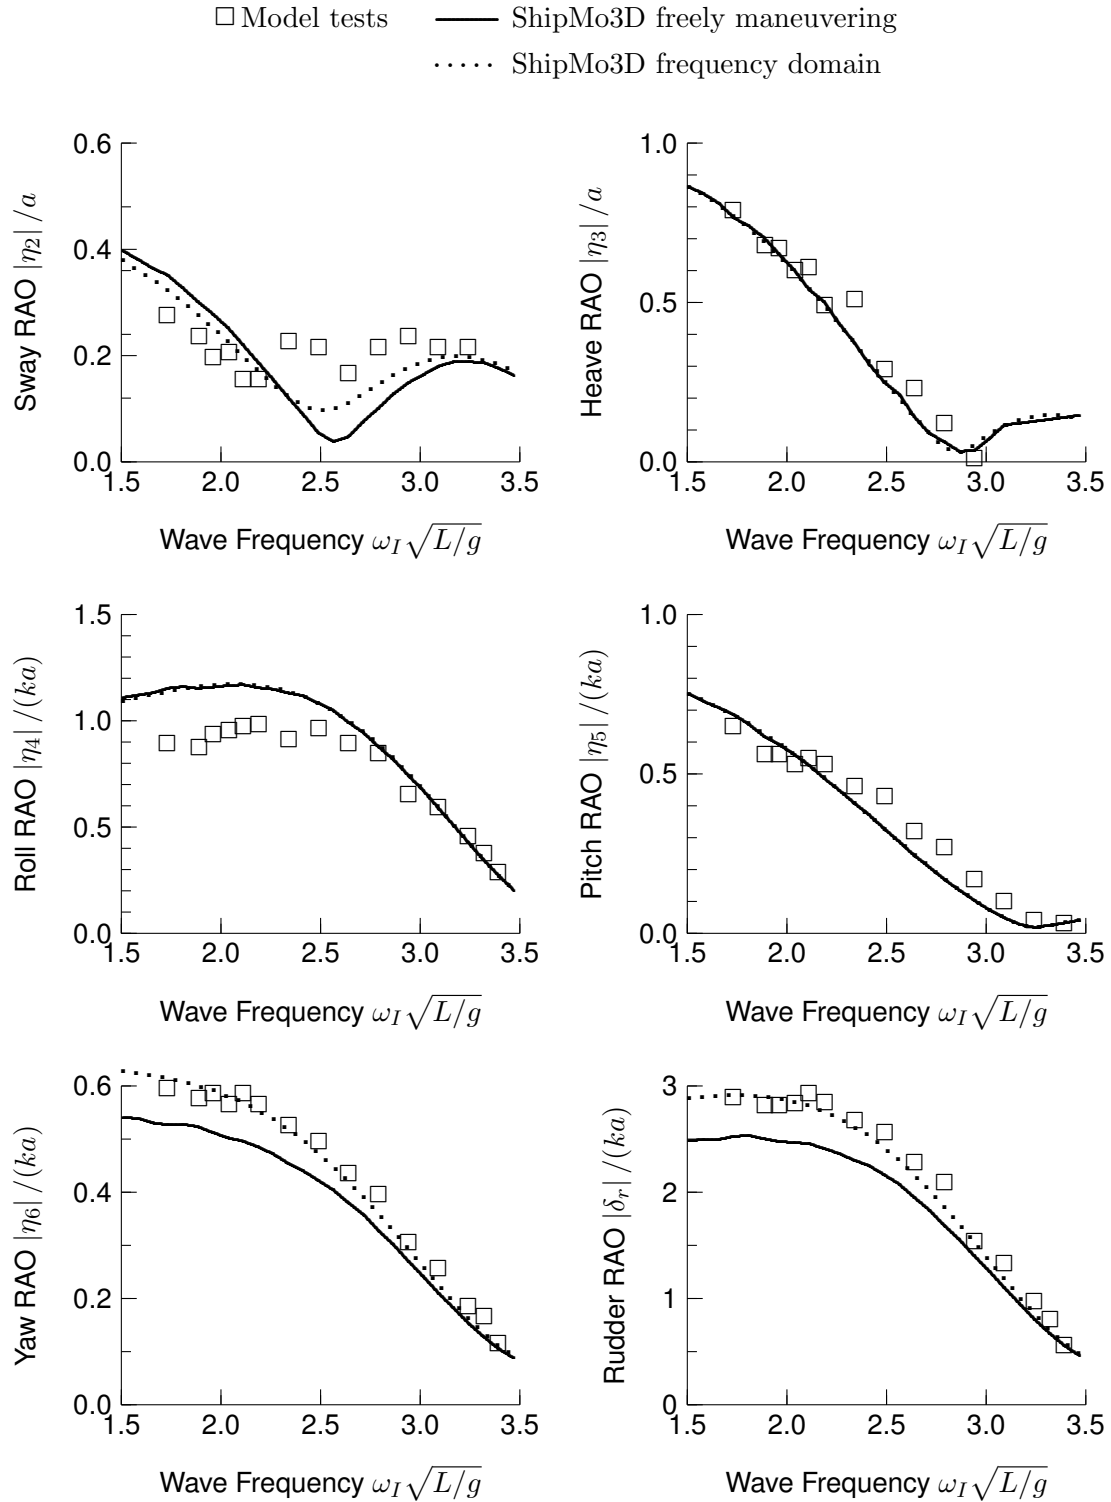 Model tests ShipMo3D freely maneuvering
ShipMo3D frequency domain
Sway RAO |η2| /a
0.6
0.4
0.2
0.0
1.5 2.0 2.5 3.0 3.5
Wave Frequency ωI√L/g
Heave RAO |η3| /a
1.0
0.5
0.0
1.5 2.0 2.5 3.0 3.5
Wave Frequency ωI√L/g
Roll RAO |η4| /(ka)
1.5
1.0
0.5
0.0
1.5 2.0 2.5 3.0 3.5
Wave Frequency ωI√L/g
Pitch RAO |η5| /(ka)
1.0
0.5
0.0
1.5 2.0 2.5 3.0 3.5
Wave Frequency ωI√L/g
Yaw RAO |η6| /(ka)
0.6
0.4
0.2
0.0
1.5 2.0 2.5 3.0 3.5
Wave Frequency ωI√L/g
Rudder RAO |δr| /(ka)
3
2
1
0
1.5 2.0 2.5 3.0 3.5
Wave Frequency ωI√L/g